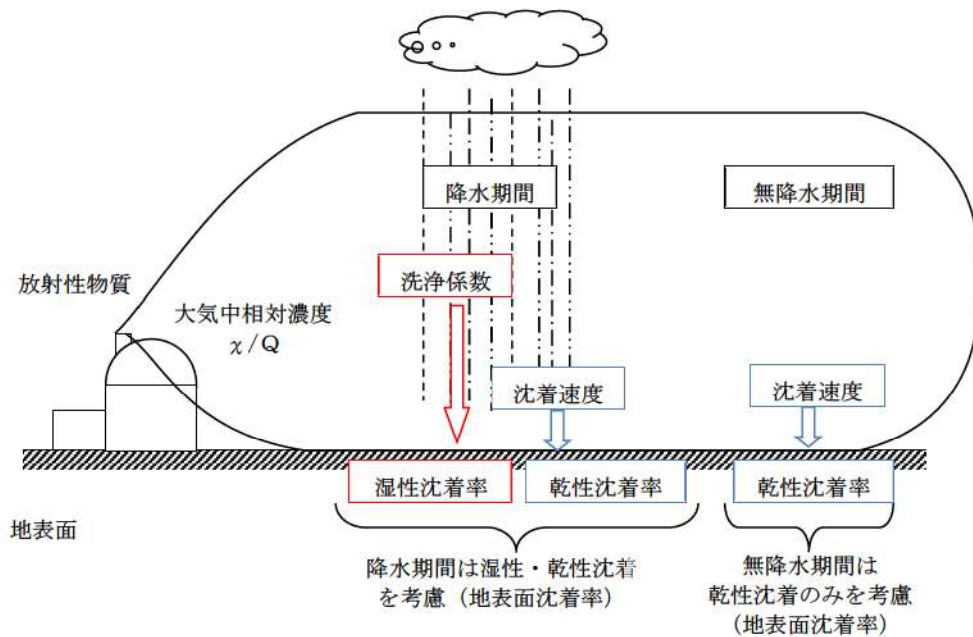 降水期間
無降水期間
洗浄係数
放射性物質
大気中相対濃度
χ/Q
沈着速度
沈着速度
湿性沈着率
乾性沈着率
乾性沈着率
地表面
降水期間は湿性・乾性沈着
を考慮(地表面沈着率)
無降水期間は
乾性沈着のみを考慮
(地表面沈着率)